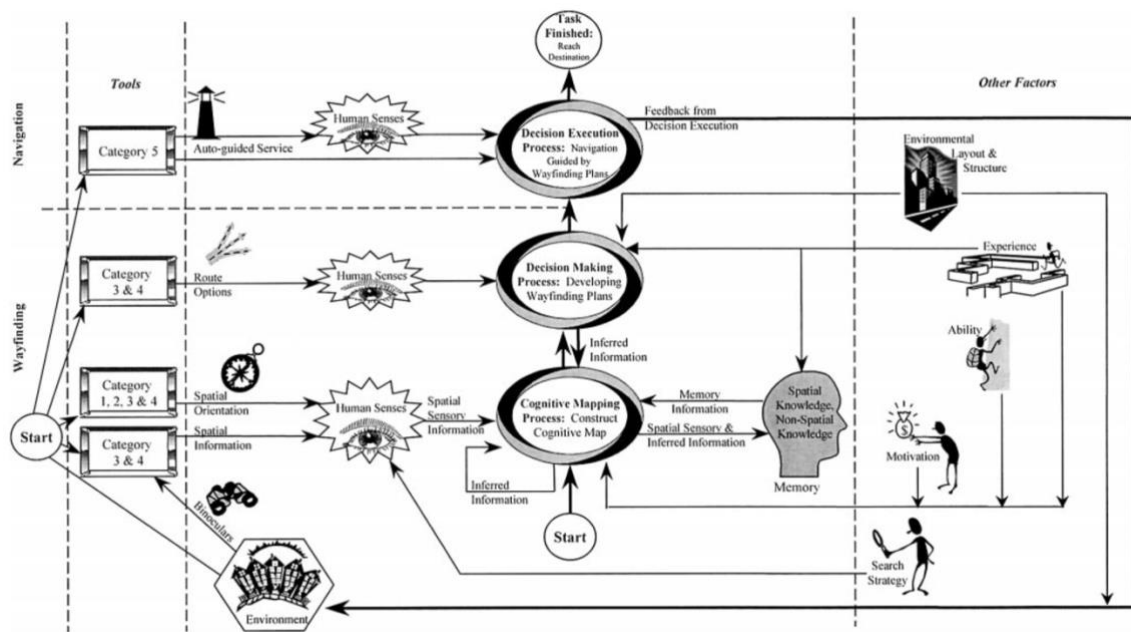 Task
Finished:
Reach
Destination
Tools
Other Factors
Navigation
Category 5
Auto-guided Service
Human Senses
Decision Execution
Process: Navigation
Guided by
Wayfinding Plans
Feedback from
Decision Execution
Environmental
Layout &
Structure
Wayfinding
Category
3 & 4
Route
Options
Human Senses
Decision Making
Process: Developing
Wayfinding Plans
Experience
Inferred
Information
Ability
Category
1, 2, 3 & 4
Spatial
Orientation
Human Senses
Spatial
Sensory
Information
Cognitive Mapping
Process: Construct
Cognitive Map
Memory
Information
Spatial Sensory &
Inferred Information
Spatial
Knowledge,
Non-Spatial
Knowledge
Memory
$
Motivation
Start
Category
3 & 4
Spatial
Information
Inferred
Information
Binoculars
Start
Search
Strategy
Environment